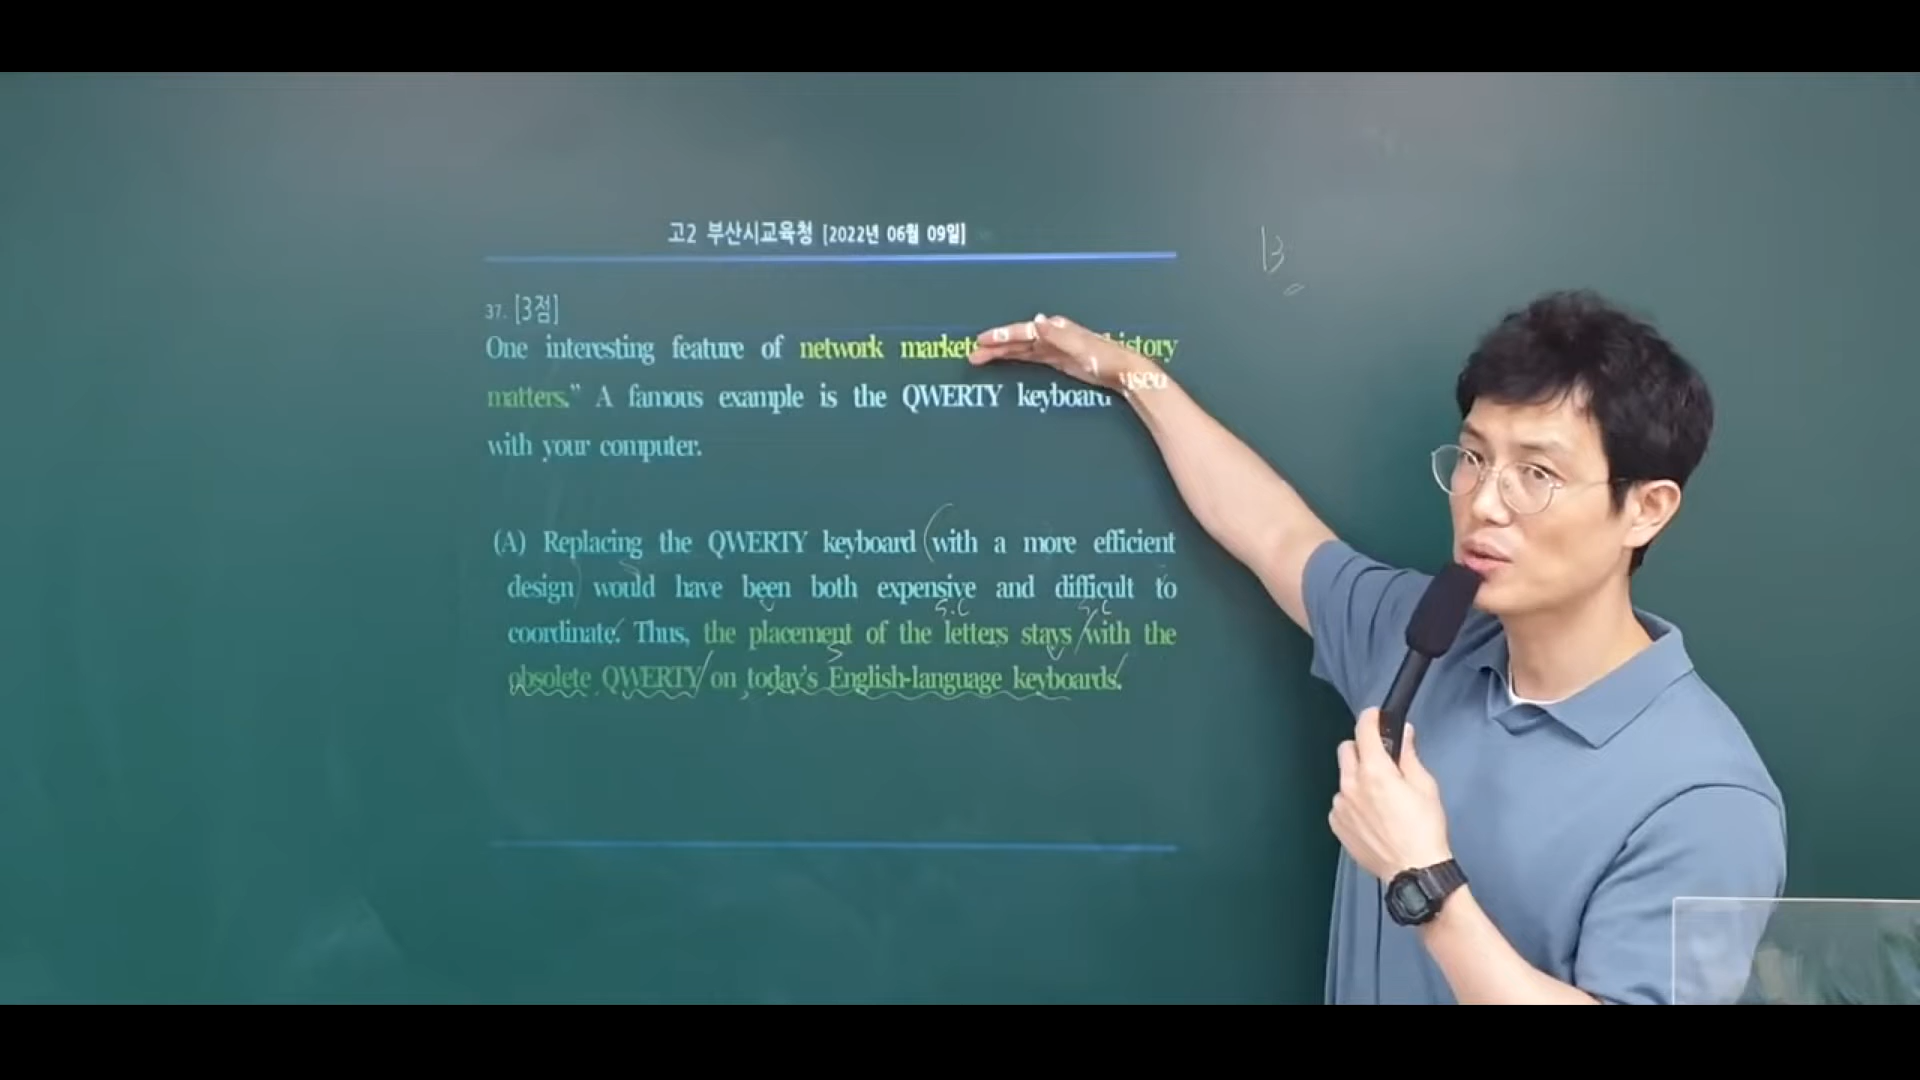 고2 부산시교육청 [2022년 06월 09일]
37. [3점]
One interesting feature of network markets is history
matters.” A famous example is the QWERTY keyboard used
with your computer.
(A) Replacing the QWERTY keyboard with a more efficient
design would have been both expensive and difficult to
coordinate. Thus, the placement of the letters stays with the
obsolete QWERTY on today's English-language keyboards.
B
S.C S.C